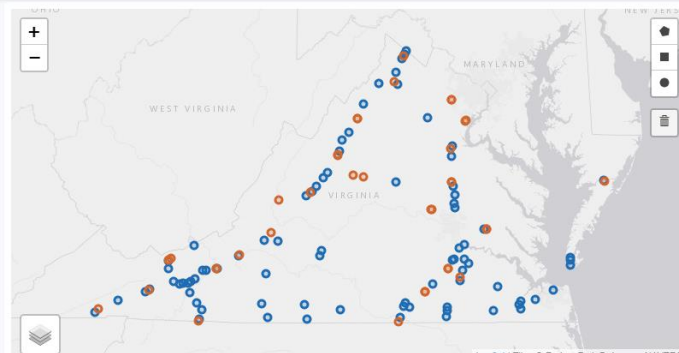 OHIO
NEW JERS
+
−
MARYLAND
WEST VIRGINIA
VIRGINIA